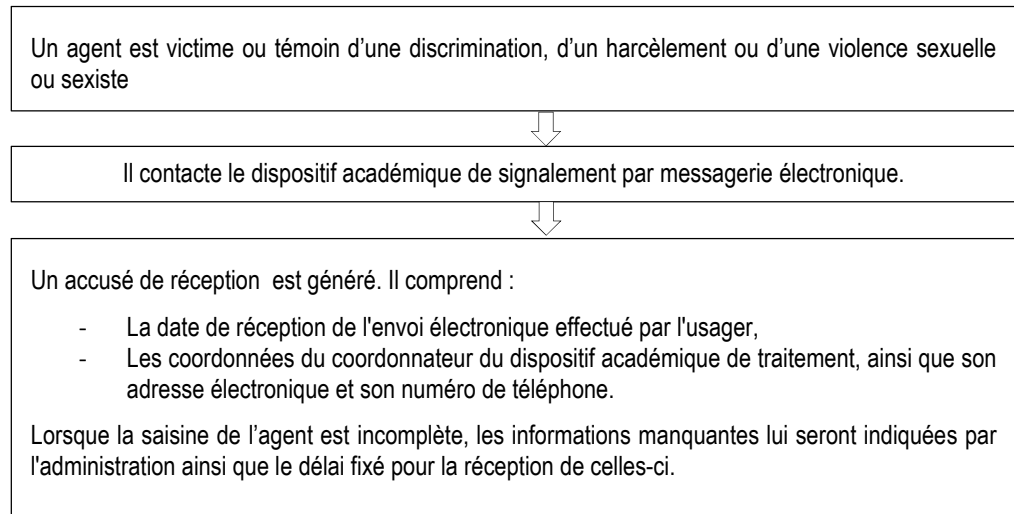 Un agent est victime ou témoin d’une discrimination, d’un harcèlement ou d’une violence sexuelle
ou sexiste
Il contacte le dispositif académique de signalement par messagerie électronique.
Un accusé de réception est généré. Il comprend :
- La date de réception de l'envoi électronique effectué par l'usager,
- Les coordonnées du coordonnateur du dispositif académique de traitement, ainsi que son
adresse électronique et son numéro de téléphone.
Lorsque la saisine de l’agent est incomplète, les informations manquantes lui seront indiquées par
l'administration ainsi que le délai fixé pour la réception de celles-ci.